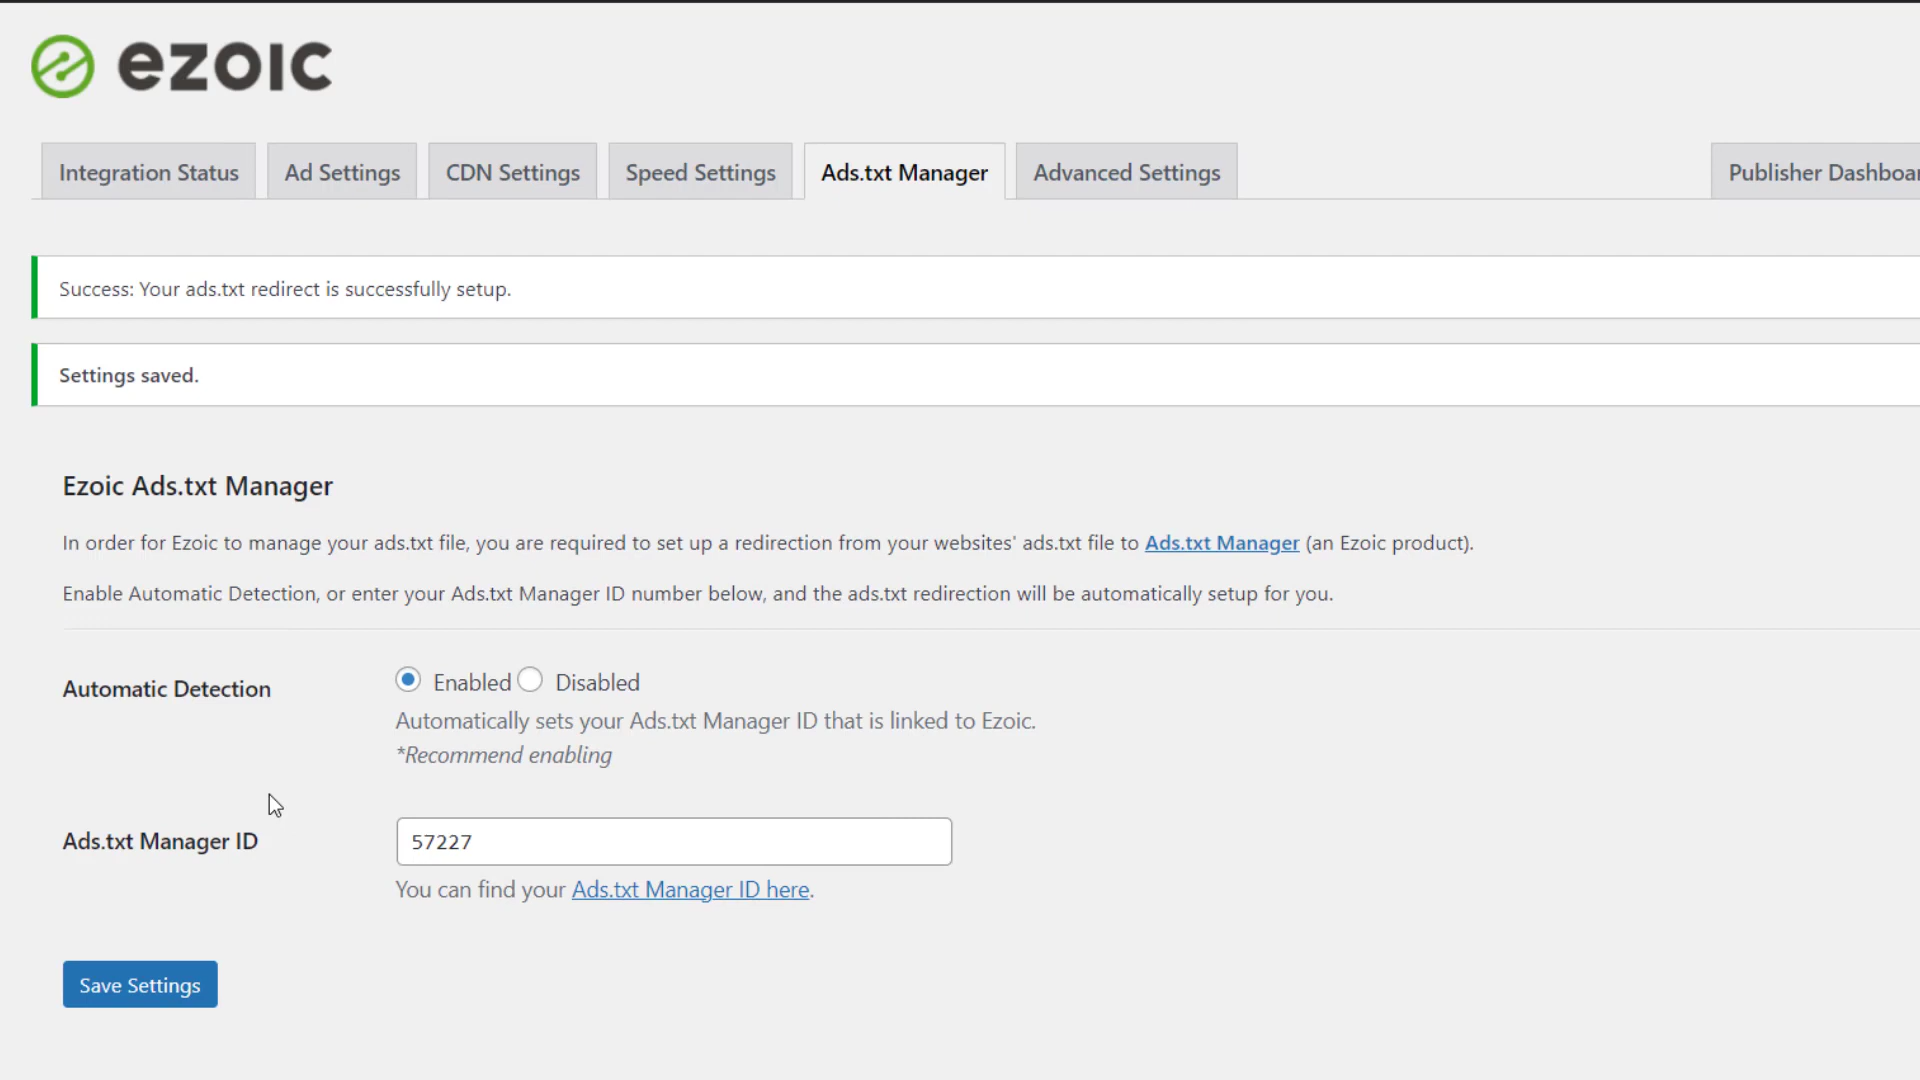 ezoic
Integration Status
Ad Settings
CDN Settings
Speed Settings
Ads.txt Manager
Advanced Settings
Publisher Dashboar
Success: Your ads.txt redirect is successfully setup.
Settings saved.
Ezoic Ads.txt Manager
In order for Ezoic to manage your ads.txt file, you are required to set up a redirection from your websites' ads.txt file to Ads.txt Manager (an Ezoic product).
Enable Automatic Detection, or enter your Ads.txt Manager ID number below, and the ads.txt redirection will be automatically setup for you.
Automatic Detection
Enabled Disabled
Automatically sets your Ads.txt Manager ID that is linked to Ezoic.
*Recommend enabling
Ads.txt Manager ID
57227
You can find your Ads.txt Manager ID here.
Save Settings